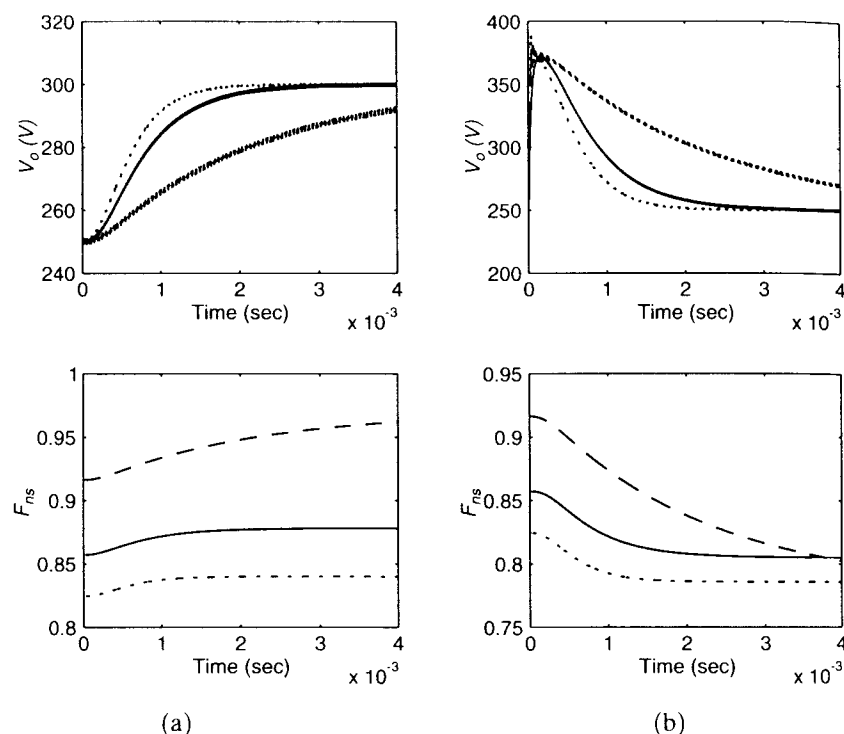 320
300
280
260
240
V_o (V)
0 1 2 3 4
Time (sec)
x 10^-3
400
350
300
250
200
V_o (V)
0 1 2 3 4
Time (sec)
x 10^-3
1
0.95
0.9
0.85
0.8
F_ns
0 1 2 3 4
Time (sec)
x 10^-3
0.95
0.9
0.85
0.8
0.75
F_ns
0 1 2 3 4
Time (sec)
x 10^-3
(a)
(b)